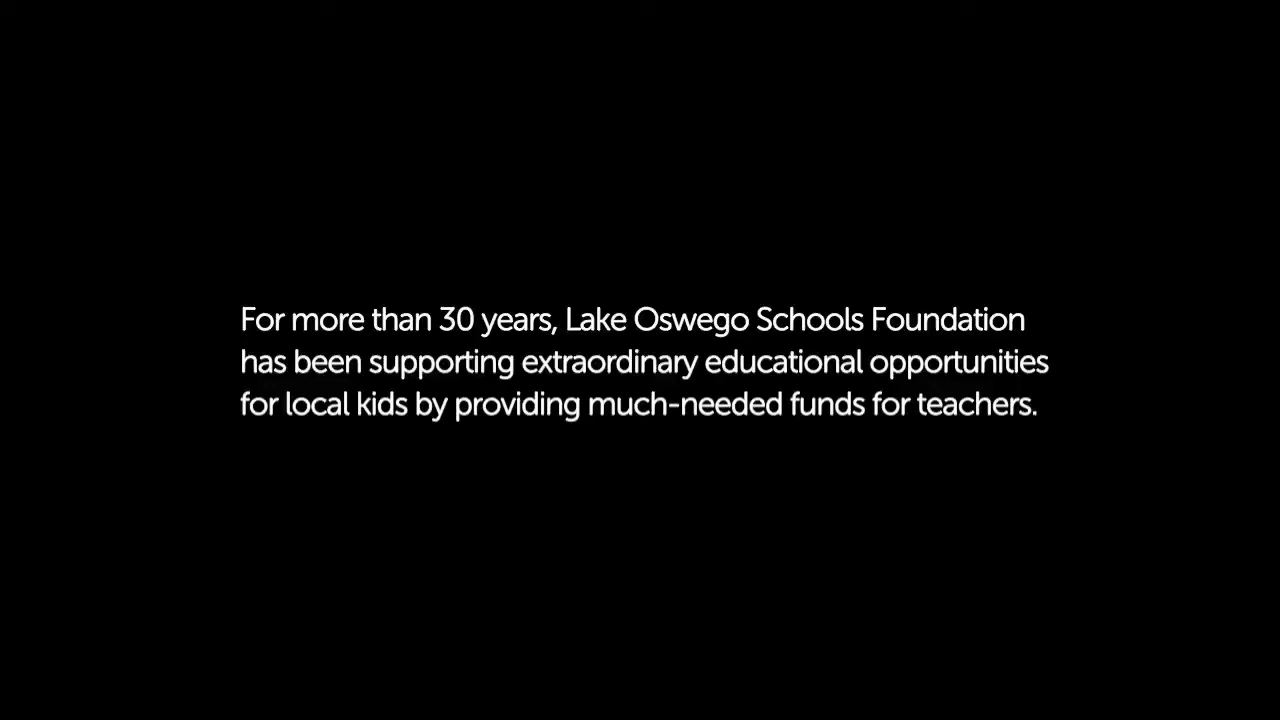 For more than 30 years, Lake Oswego Schools Foundation
has been supporting extraordinary educational opportunities
for local kids by providing much-needed funds for teachers.